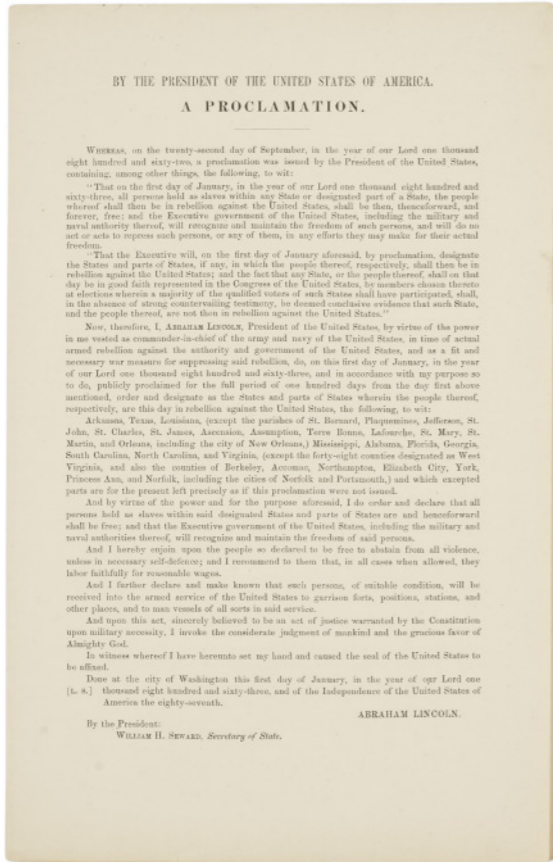 BY THE PRESIDENT OF THE UNITED STATES OF AMERICA.
A PROCLAMATION.
WHEREAS, on the twenty-second day of September, in the year of our Lord one thousand
eight hundred and sixty-two, a proclamation was issued by the President of the United States,
containing, among other things, the following, to wit:
"That on the first day of January, in the year of our Lord one thousand eight hundred and
sixty-three, all persons held as slaves within any State or designated part of a State, the people
whereof shall then be in rebellion against the United States, shall be then, thenceforward, and
forever, free; and the Executive government of the United States, including the military and
naval authority thereof, will recognize and maintain the freedom of such persons, and will do no
act or acts to repress such persons, or any of them, in any efforts they may make for their actual
freedom.
"That the Executive will, on the first day of January aforesaid, by proclamation, designate
the States and parts of States, if any, in which the people thereof, respectively, shall then be in
rebellion against the United States; and the fact that any State, or the people thereof, shall on that
day be in good faith represented in the Congress of the United States, by members chosen thereto
at elections wherein a majority of the qualified voters of such States shall have participated, shall,
in the absence of strong countervailing testimony, be deemed conclusive evidence that such State,
and the people thereof, are not then in rebellion against the United States."
Now, therefore, I, ABRAHAM LINCOLN, President of the United States, by virtue of the power
in me vested as commander-in-chief of the army and navy of the United States, in time of actual
armed rebellion against the authority and government of the United States, and as a fit and
necessary war measure for suppressing said rebellion, do, on this first day of January, in the year
of our Lord one thousand eight hundred and sixty-three, and in accordance with my purpose so
to do, publicly proclaimed for the full period of one hundred days from the day first above
mentioned, order and designate as the States and parts of States wherein the people thereof,
respectively, are this day in rebellion against the United States, the following, to wit:
Arkansas, Texas, Louisiana, (except the parishes of St. Bernard, Plaquemines, Jefferson, St.
John, St. Charles, St. James, Ascension, Assumption, Terre Bonne, Lafourche, St. Mary, St.
Martin, and Orleans, including the city of New Orleans,) Mississippi, Alabama, Florida, Georgia,
South Carolina, North Carolina, and Virginia, (except the forty-eight counties designated as West
Virginia, and also the counties of Berkeley, Accomac, Northampton, Elizabeth City, York,
Princess Ann, and Norfolk, including the cities of Norfolk and Portsmouth,) and which excepted
parts are for the present left precisely as if this proclamation were not issued.
And by virtue of the power and for the purpose aforesaid, I do order and declare that all
persons held as slaves within said designated States and parts of States are and henceforward
shall be free; and that the Executive government of the United States, including the military and
naval authorities thereof, will recognize and maintain the freedom of said persons.
And I hereby enjoin upon the people so declared to be free to abstain from all violence,
unless in necessary self-defence; and I recommend to them that, in all cases when allowed, they
labor faithfully for reasonable wages.
And I further declare and make known that such persons, of suitable condition, will be
received into the armed service of the United States to garrison forts, positions, stations, and
other places, and to man vessels of all sorts in said service.
And upon this act, sincerely believed to be an act of justice warranted by the Constitution
upon military necessity, I invoke the considerate judgment of mankind and the gracious favor of
Almighty God.
In witness whereof I have hereunto set my hand and caused the seal of the United States to
be affixed.
Done at the city of Washington this first day of January, in the year of our Lord one
[L. S.] thousand eight hundred and sixty-three, and of the Independence of the United States of
America the eighty-seventh.
ABRAHAM LINCOLN.
By the President:
WILLIAM H. SEWARD, Secretary of State.